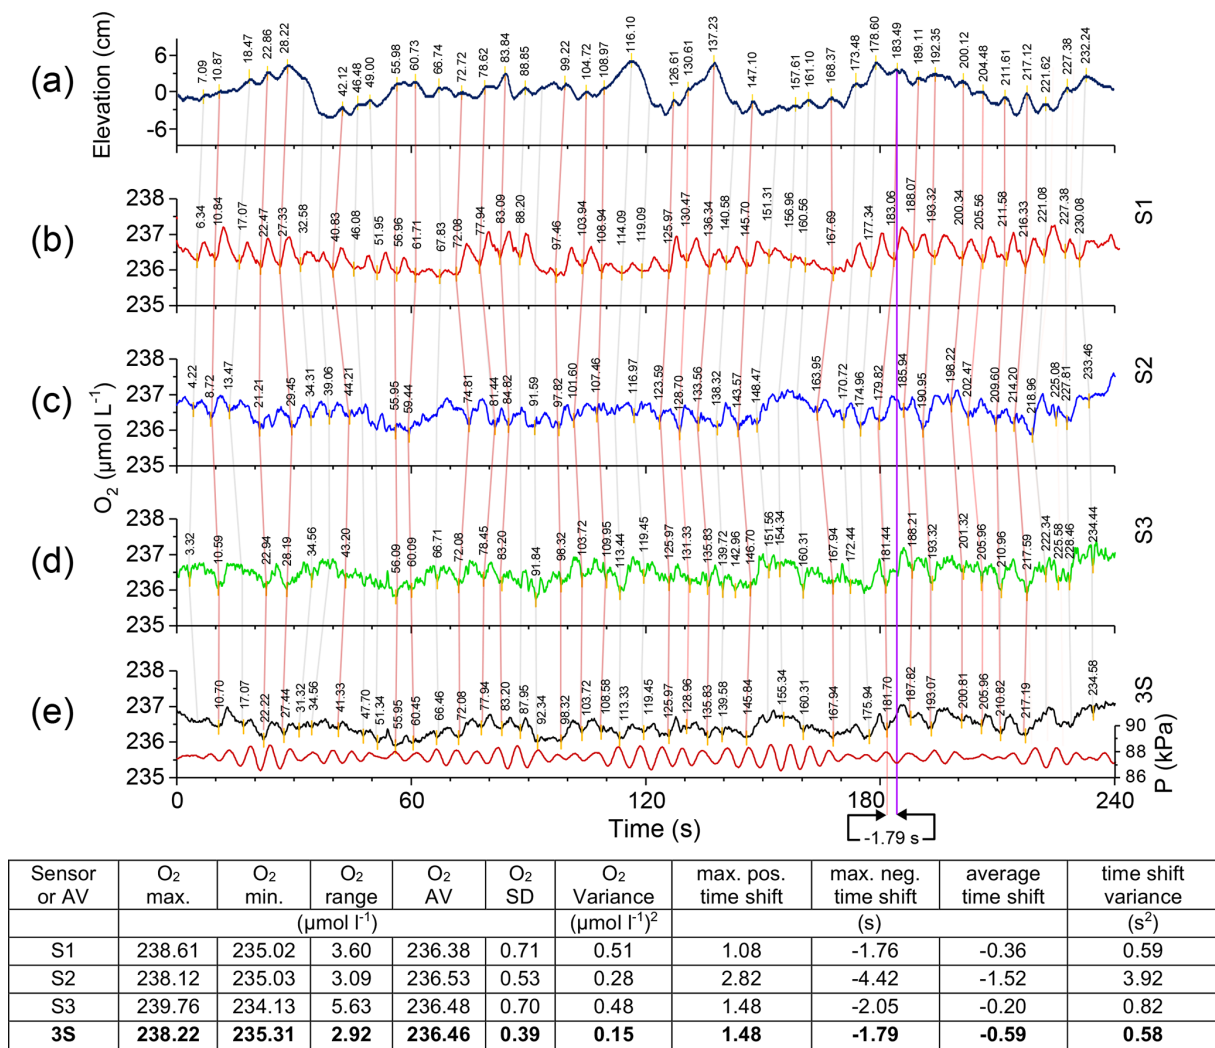 (a)
Elevation (cm)
6
0
-6
7.09 10.87 18.47 22.86 28.22 42.12 46.48 49.00 55.98 60.73 66.74 72.72 78.62 83.84 88.85 99.22 104.72 108.97 116.10 126.61 130.61 137.23 147.10 157.61 161.10 168.37 173.48 178.60 183.49 189.11 192.35 200.12 204.48 211.61 217.12 221.62 227.38 232.24
(b)
238
237
236
235
6.34 10.84 17.07 22.47 27.33 32.58 40.83 46.08 51.95 56.96 61.71 67.83 72.08 77.94 83.09 88.20 97.46 103.94 108.94 114.09 119.09 125.97 130.47 136.34 140.58 145.70 151.31 156.96 160.56 167.69 177.34 183.06 188.07 193.32 200.34 205.56 211.58 216.33 221.08 227.38 230.08
S1
(c)
O2 (µmol L−1)
238
237
236
235
4.22 8.72 13.47 21.21 29.45 34.31 39.06 44.21 55.95 59.44 74.81 81.44 84.82 91.59 97.82 101.60 107.46 116.97 123.59 128.70 133.56 138.32 143.57 148.47 163.95 170.72 174.96 179.82 185.94 190.95 198.22 202.47 209.60 214.20 218.96 225.08 227.81 233.46
S2
(d)
238
237
236
235
3.32 10.59 22.94 28.19 34.56 43.20 56.09 60.09 66.71 72.08 78.45 83.20 91.84 98.32 103.72 109.95 113.44 119.45 125.97 131.33 135.83 139.72 142.96 146.70 151.56 154.34 160.31 167.94 172.44 181.44 188.21 193.32 201.32 205.96 210.96 217.59 222.34 225.58 228.46 234.44
S3
(e)
238
237
236
235
10.70 17.07 22.22 27.44 31.32 34.56 41.33 47.70 51.34 55.95 60.45 66.46 72.08 77.94 83.20 87.95 92.34 98.32 103.72 108.58 113.33 119.45 125.97 128.96 135.83 139.58 145.84 155.34 160.31 167.94 175.94 181.70 187.82 193.07 200.81 205.96 210.82 217.19 234.58
3S
90
88
86
P (kPa)
0 60 120 180 240
Time (s)
-1.79 s
Sensor or AV O2 max. O2 min. O2 range O2 AV O2 SD O2 Variance max. pos. time shift max. neg. time shift average time shift time shift variance
(µmol l-1) (µmol l-1)2 (s) (s2)
S1 238.61 235.02 3.60 236.38 0.71 0.51 1.08 -1.76 -0.36 0.59
S2 238.12 235.03 3.09 236.53 0.53 0.28 2.82 -4.42 -1.52 3.92
S3 239.76 234.13 5.63 236.48 0.70 0.48 1.48 -2.05 -0.20 0.82
3S 238.22 235.31 2.92 236.46 0.39 0.15 1.48 -1.79 -0.59 0.58